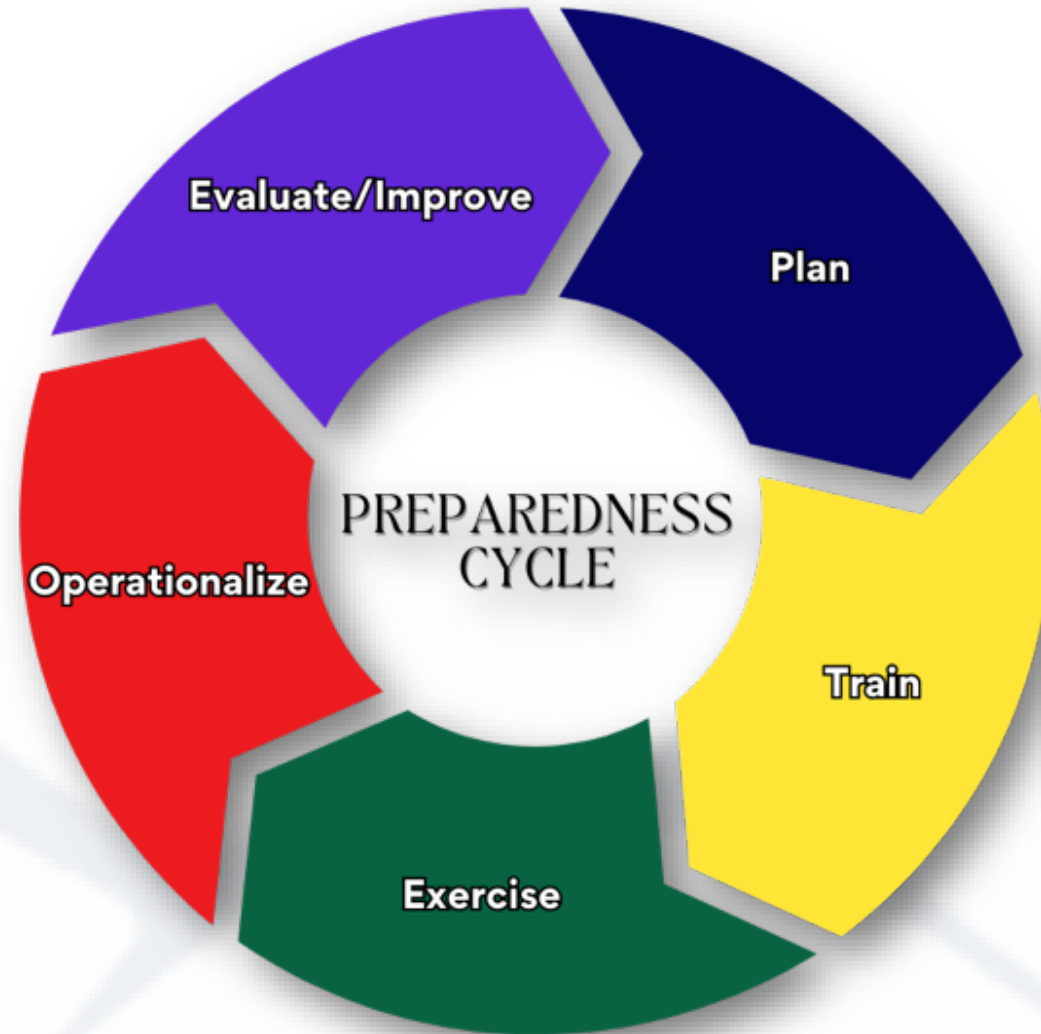 Evaluate/Improve
Plan
PREPAREDNESS
CYCLE
Operationalize
Train
Exercise